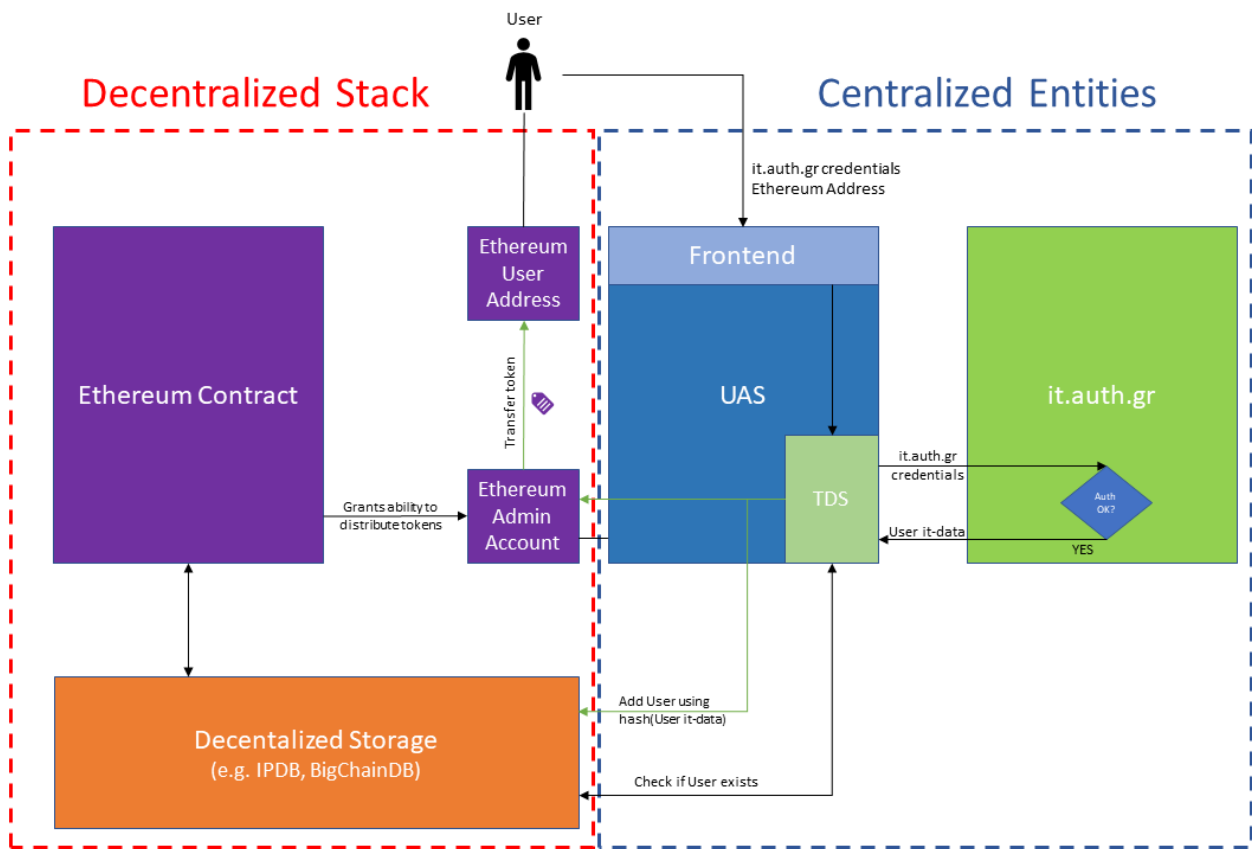 User
Decentralized Stack
Centralized Entities
it.auth.gr credentials
Ethereum Address
Ethereum
User
Address
Frontend
Ethereum Contract
Transfer token
UAS
it.auth.gr
it.auth.gr
credentials
Auth
OK?
Grants ability to
distribute tokens
Ethereum
Admin
Account
TDS
User it-data
YES
Add User using
hash(User it-data)
Decentalized Storage
(e.g. IPDB, BigChainDB)
Check if User exists